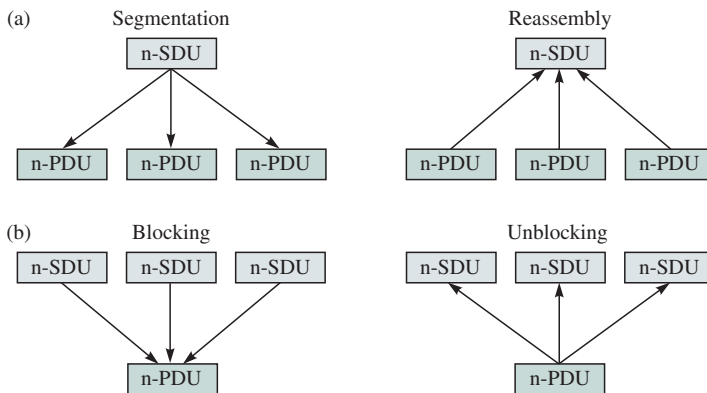 (a) Segmentation Reassembly
n-SDU n-SDU
n-PDU n-PDU n-PDU n-PDU n-PDU n-PDU
(b) Blocking Unblocking
n-SDU n-SDU n-SDU n-SDU n-SDU n-SDU
n-PDU n-PDU